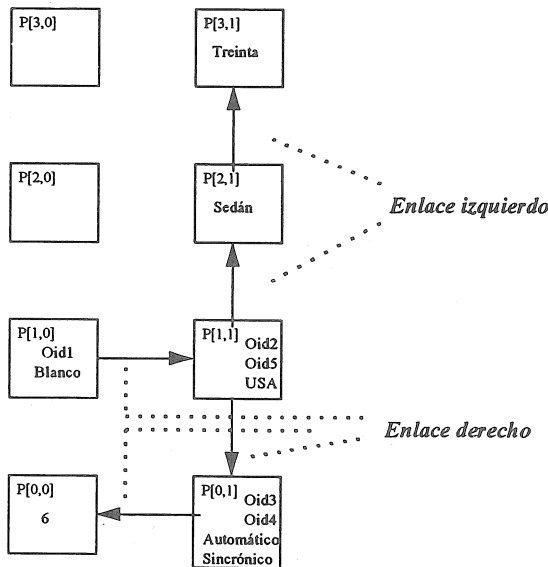 P[3,0]
P[3,1]
Treinta
P[2,0]
P[2,1]
Sedán
Enlace izquierdo
P[1,0]
Oid1
Blanco
P[1,1]
Oid2
Oid5
USA
Enlace derecho
P[0,0]
6
P[0,1]
Oid3
Oid4
Automático
Sincrónico